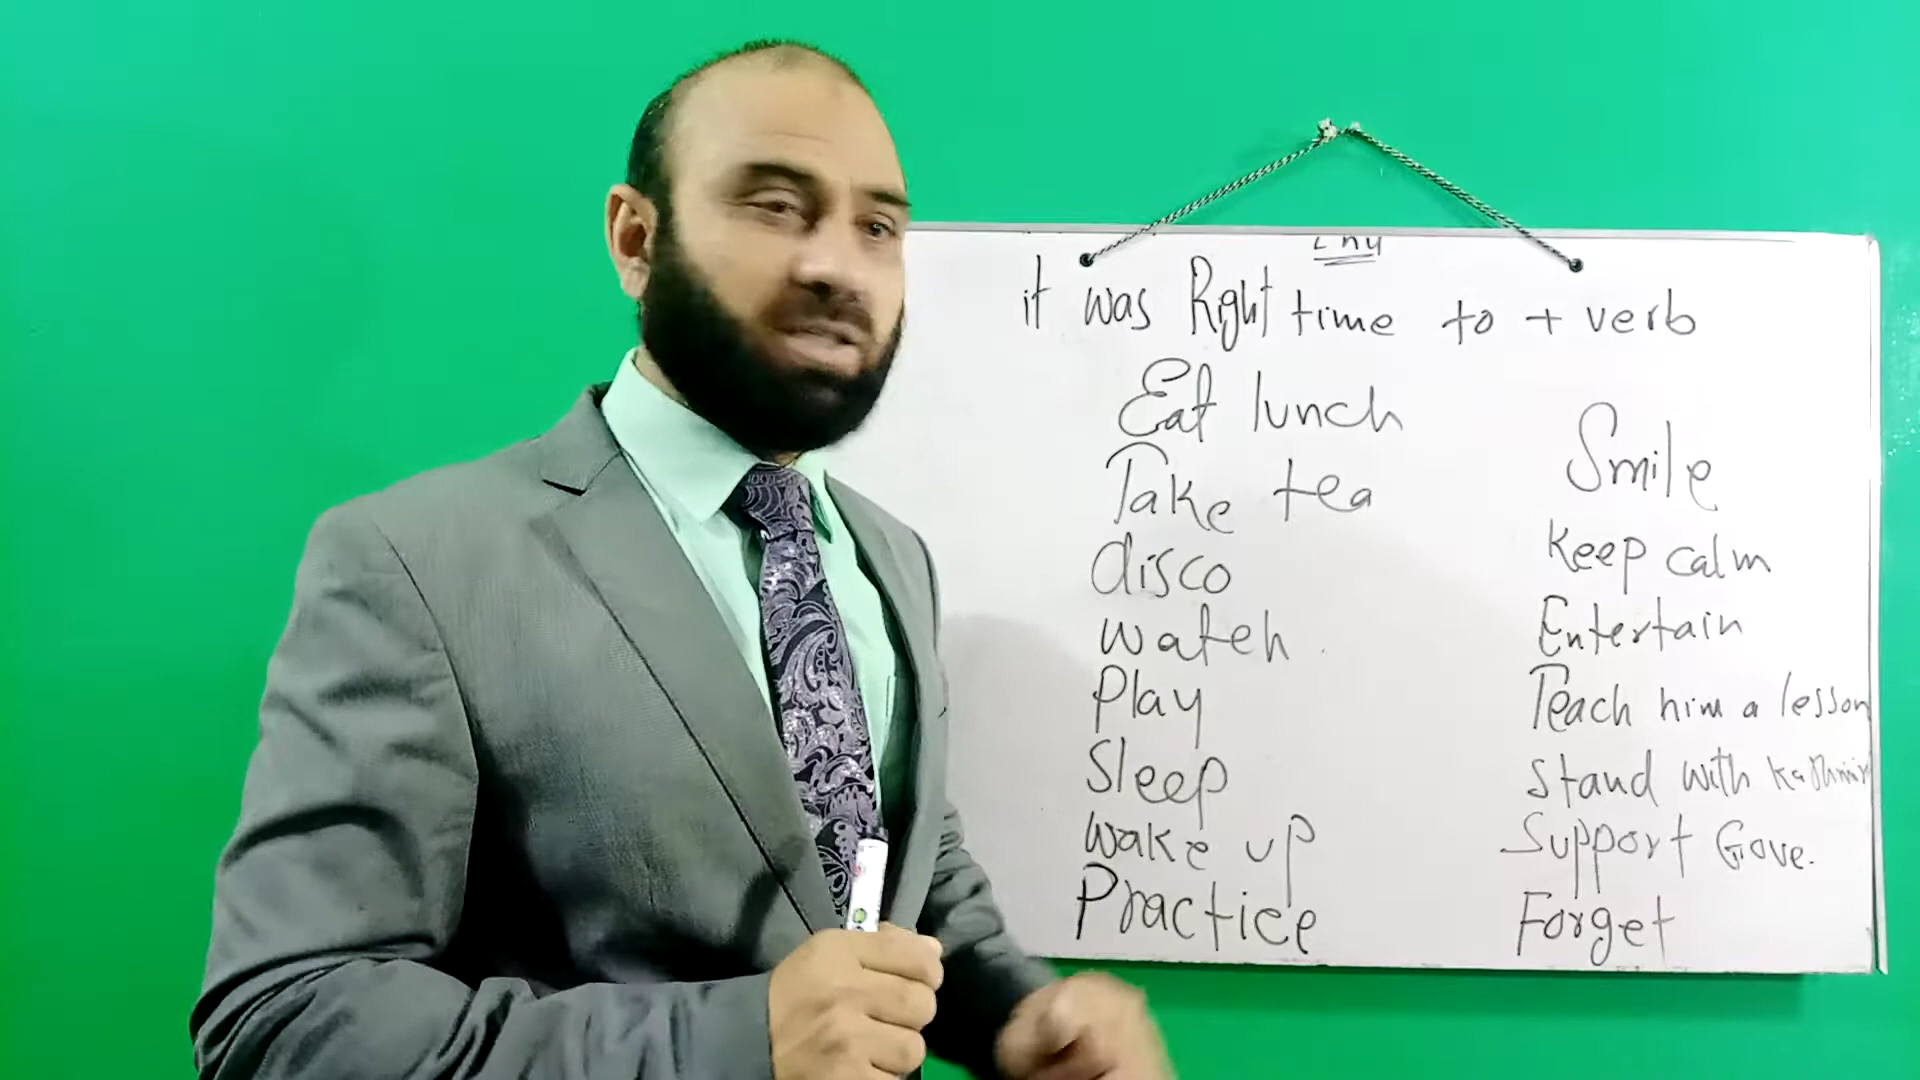 it was Right time to + verb
Eat lunch
Take tea
disco
watch
Play
Sleep
wake up
Practice
Smile
Keep calm
Entertain
Teach him a lesson
Stand with Kashmir
Support Gove.
Forget